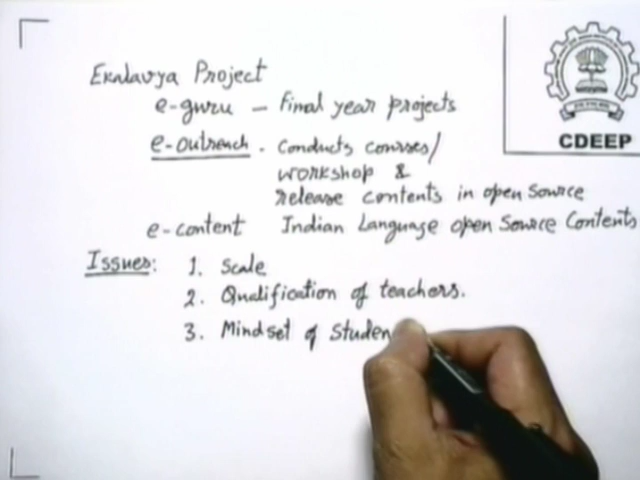 Ekalavya Project
e-guru - Final year projects
e-outreach - Conducts courses/
workshop &
release contents in open source
e-content Indian Language open Source Contents
Issues: 1. Scale
2. Qualification of teachers.
3. Mindset of Studen
CDEEP